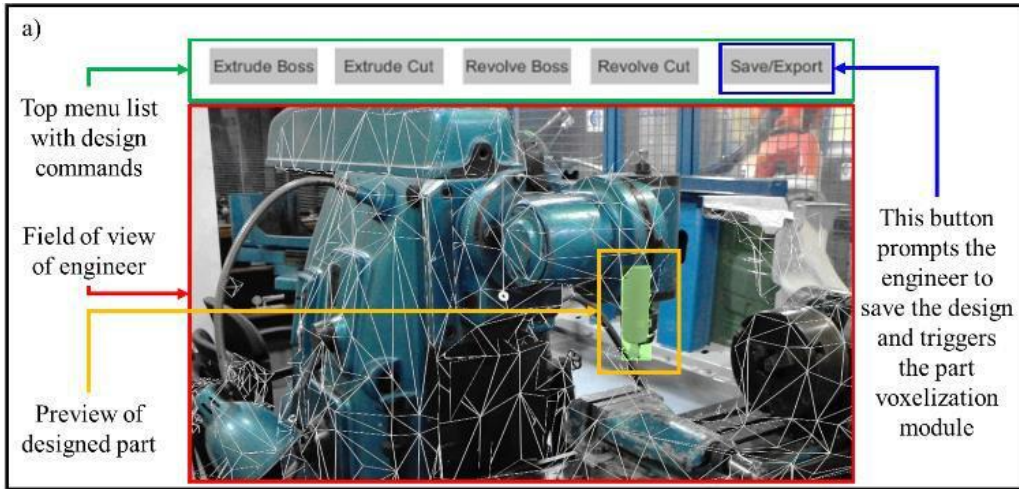 a)
Extrude Boss
Extrude Cut
Revolve Boss
Revolve Cut
Save/Export
Top menu list
with design
commands
Field of view
of engineer
Preview of
designed part
This button
prompts the
engineer to
save the design
and triggers
the part
voxelization
module